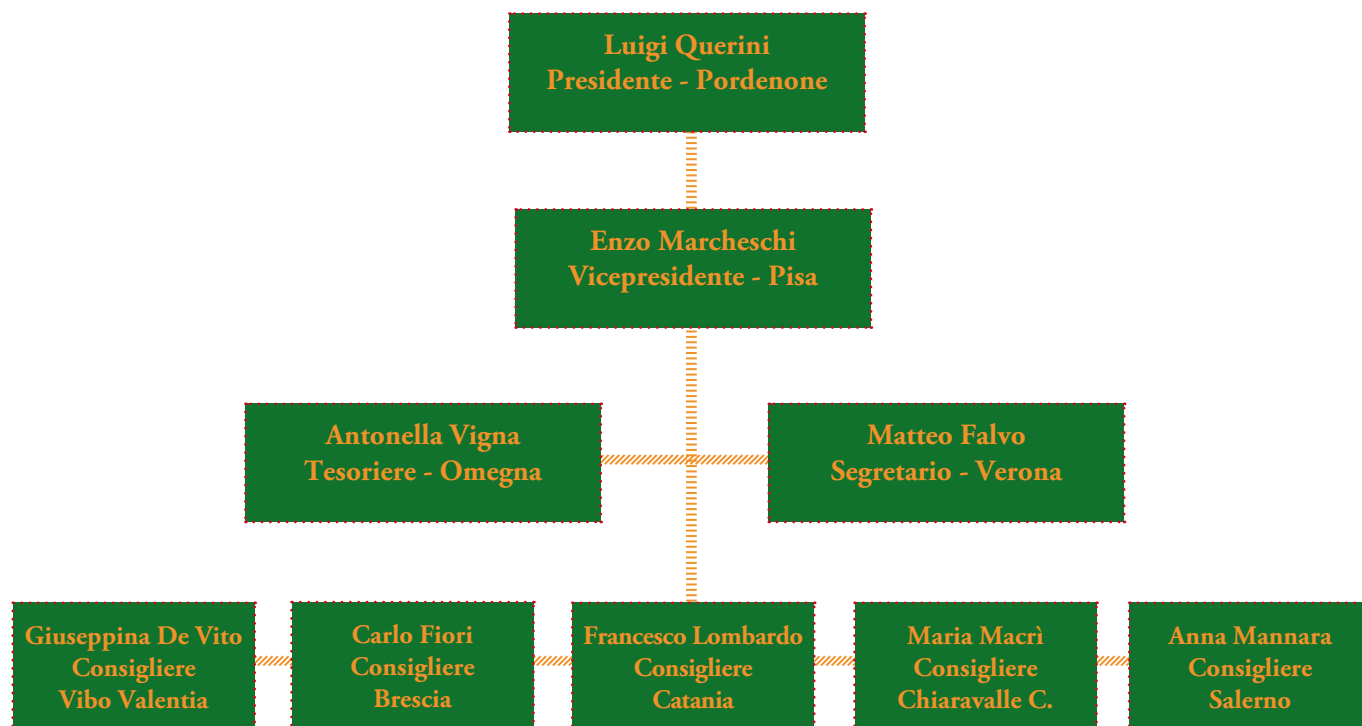 Luigi Querini
Presidente - Pordenone
Enzo Marcheschi
Vicepresidente - Pisa
Antonella Vigna
Tesoriere - Omegna
Matteo Falvo
Segretario - Verona
Giuseppina De Vito
Consigliere
Vibo Valentia
Carlo Fiori
Consigliere
Brescia
Francesco Lombardo
Consigliere
Catania
Maria Macrì
Consigliere
Chiaravalle C.
Anna Mannara
Consigliere
Salerno